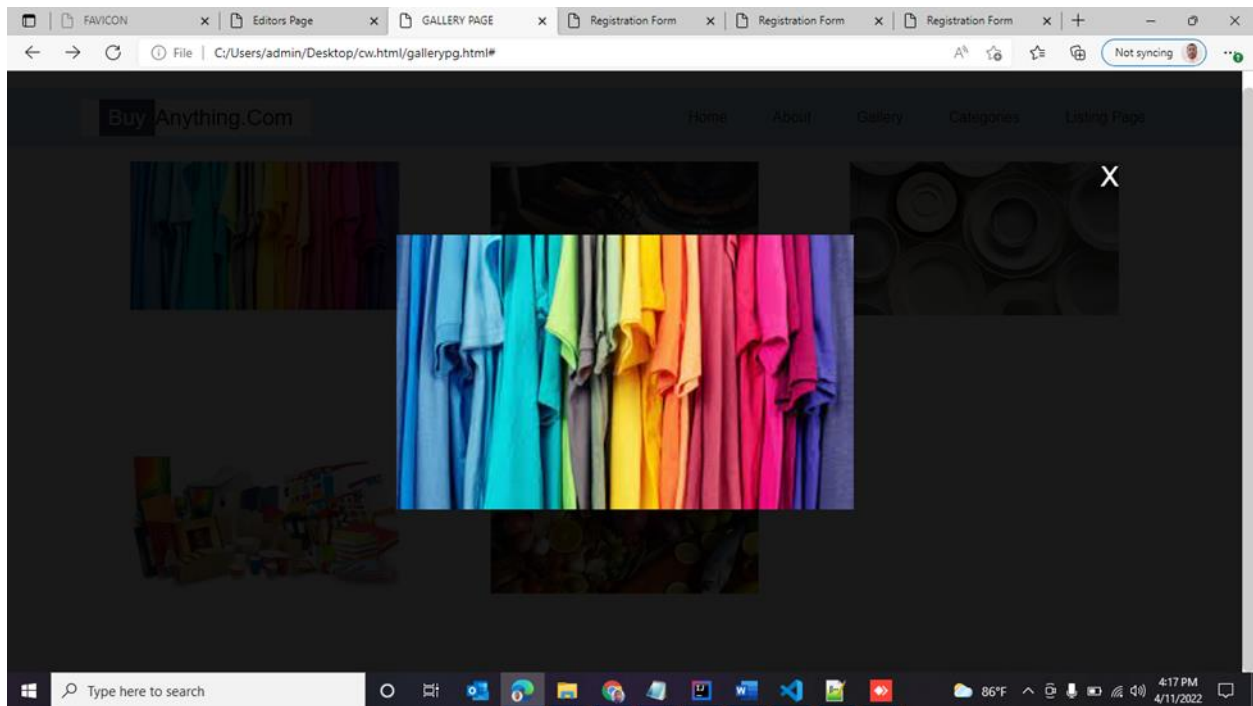 FAVICON
Editors Page
GALLERY PAGE
Registration Form
Registration Form
Registration Form
File | C:/Users/admin/Desktop/cw.html/gallerypg.html#
Not syncing
Buy Anything.Com
Home About Gallery Categories Listing Page
X
Type here to search
86°F
4:17 PM
4/11/2022